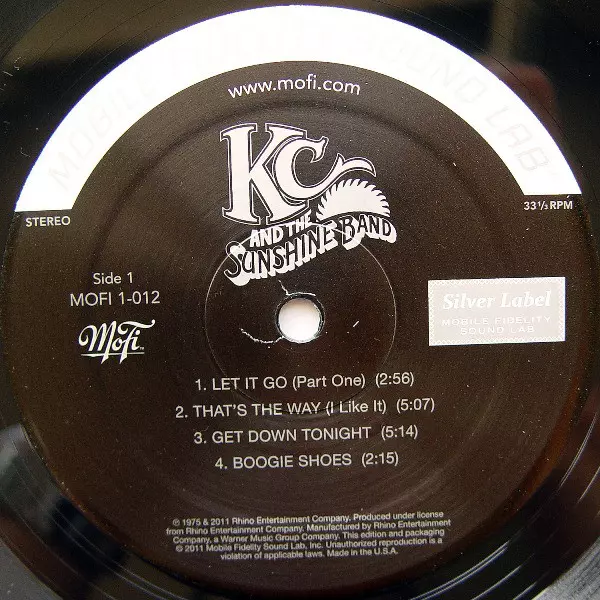 MOBILE FIDELITY SOUND LAB
www.mofi.com
KC
AND THE
SUNSHINE BAND
STEREO
33 1/3 RPM
Side 1
MOFI 1-012
MoFi™
Silver Label
MOBILE FIDELITY
SOUND LAB
1. LET IT GO (Part One) (2:56)
2. THAT'S THE WAY (I Like It) (5:07)
3. GET DOWN TONIGHT (5:14)
4. BOOGIE SHOES (2:15)
℗ 1975 & 2011 Rhino Entertainment Company. Produced under license
from Rhino Entertainment Company. Manufactured by Rhino Entertainment
Company, a Warner Music Group Company. This edition and packaging
© 2011 Mobile Fidelity Sound Lab, Inc. Unauthorized reproduction is a
violation of applicable laws. Made in the U.S.A.